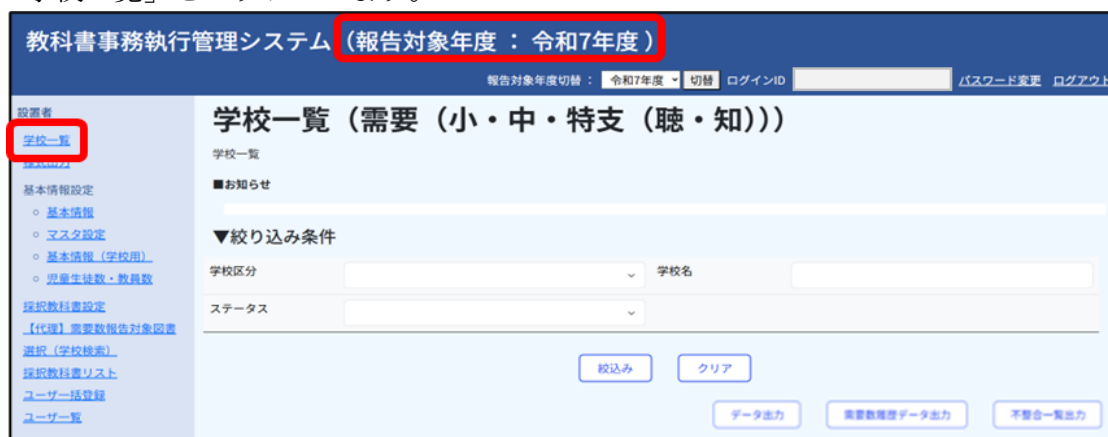 教科書事務執行管理システム（報告対象年度 ： 令和7年度 ）
報告対象年度切替： 令和7年度 切替 ログインID パスワード変更 ログアウト
設置者
学校一覧
様式出力
基本情報設定
基本情報
マスタ設定
基本情報（学校用）
児童生徒数・教員数
採択教科書設定
【代理】需要数報告対象図書
選択（学校検索）
採択教科書リスト
ユーザー括登録
ユーザ一覧
学校一覧（需要（小・中・特支（聴・知）））
学校一覧
■お知らせ
▼絞り込み条件
学校区分 学校名
ステータス
絞込み クリア
データ出力 需要数履歴データ出力 不整合一覧出力